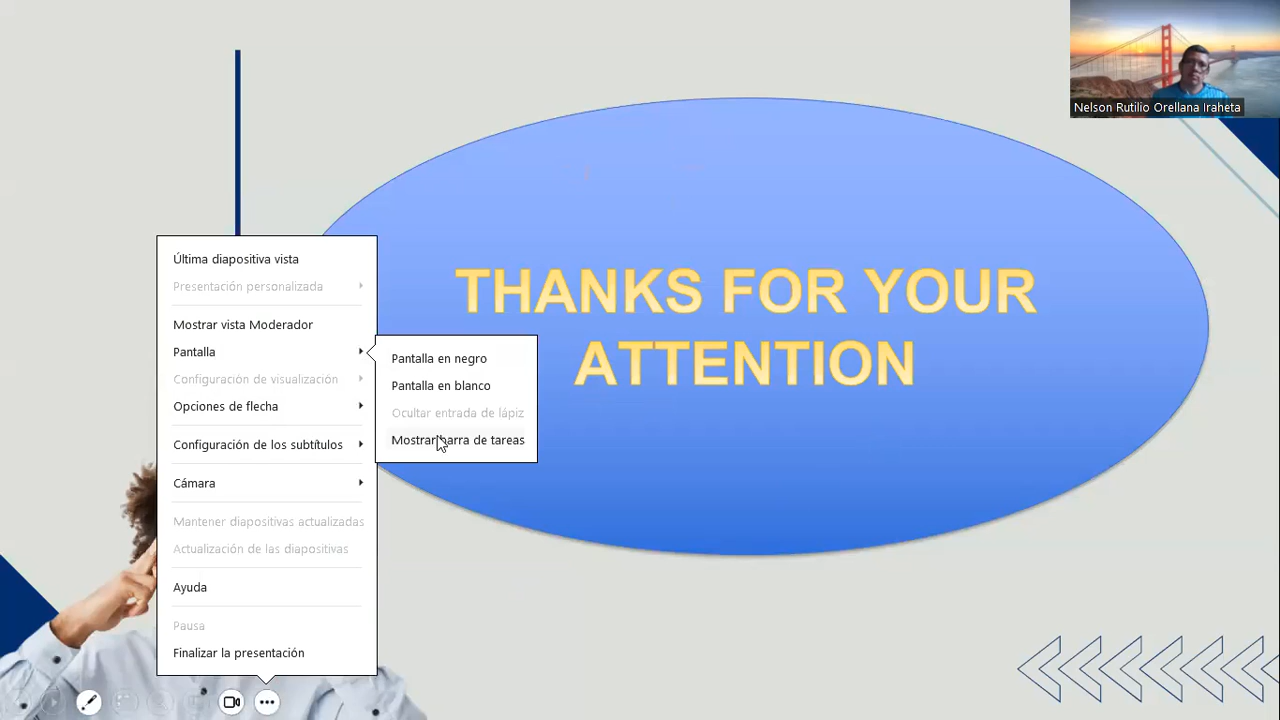 Nelson Rutilio Orellana Iraheta
THANKS FOR YOUR
ATTENTION
Última diapositiva vista
Presentación personalizada
Mostrar vista Moderador
Pantalla
Configuración de visualización
Opciones de flecha
Configuración de los subtítulos
Cámara
Mantener diapositivas actualizadas
Actualización de las diapositivas
Ayuda
Pausa
Finalizar la presentación
Pantalla en negro
Pantalla en blanco
Ocultar entrada de lápiz
Mostrar barra de tareas